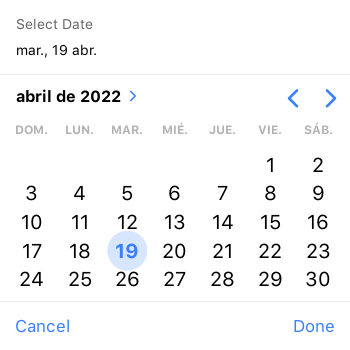 Select Date
mar., 19 abr.
abril de 2022
DOM. LUN. MAR. MIÉ. JUE. VIE. SÁB.
1 2
3 4 5 6 7 8 9
10 11 12 13 14 15 16
17 18 19 20 21 22 23
24 25 26 27 28 29 30
Cancel Done